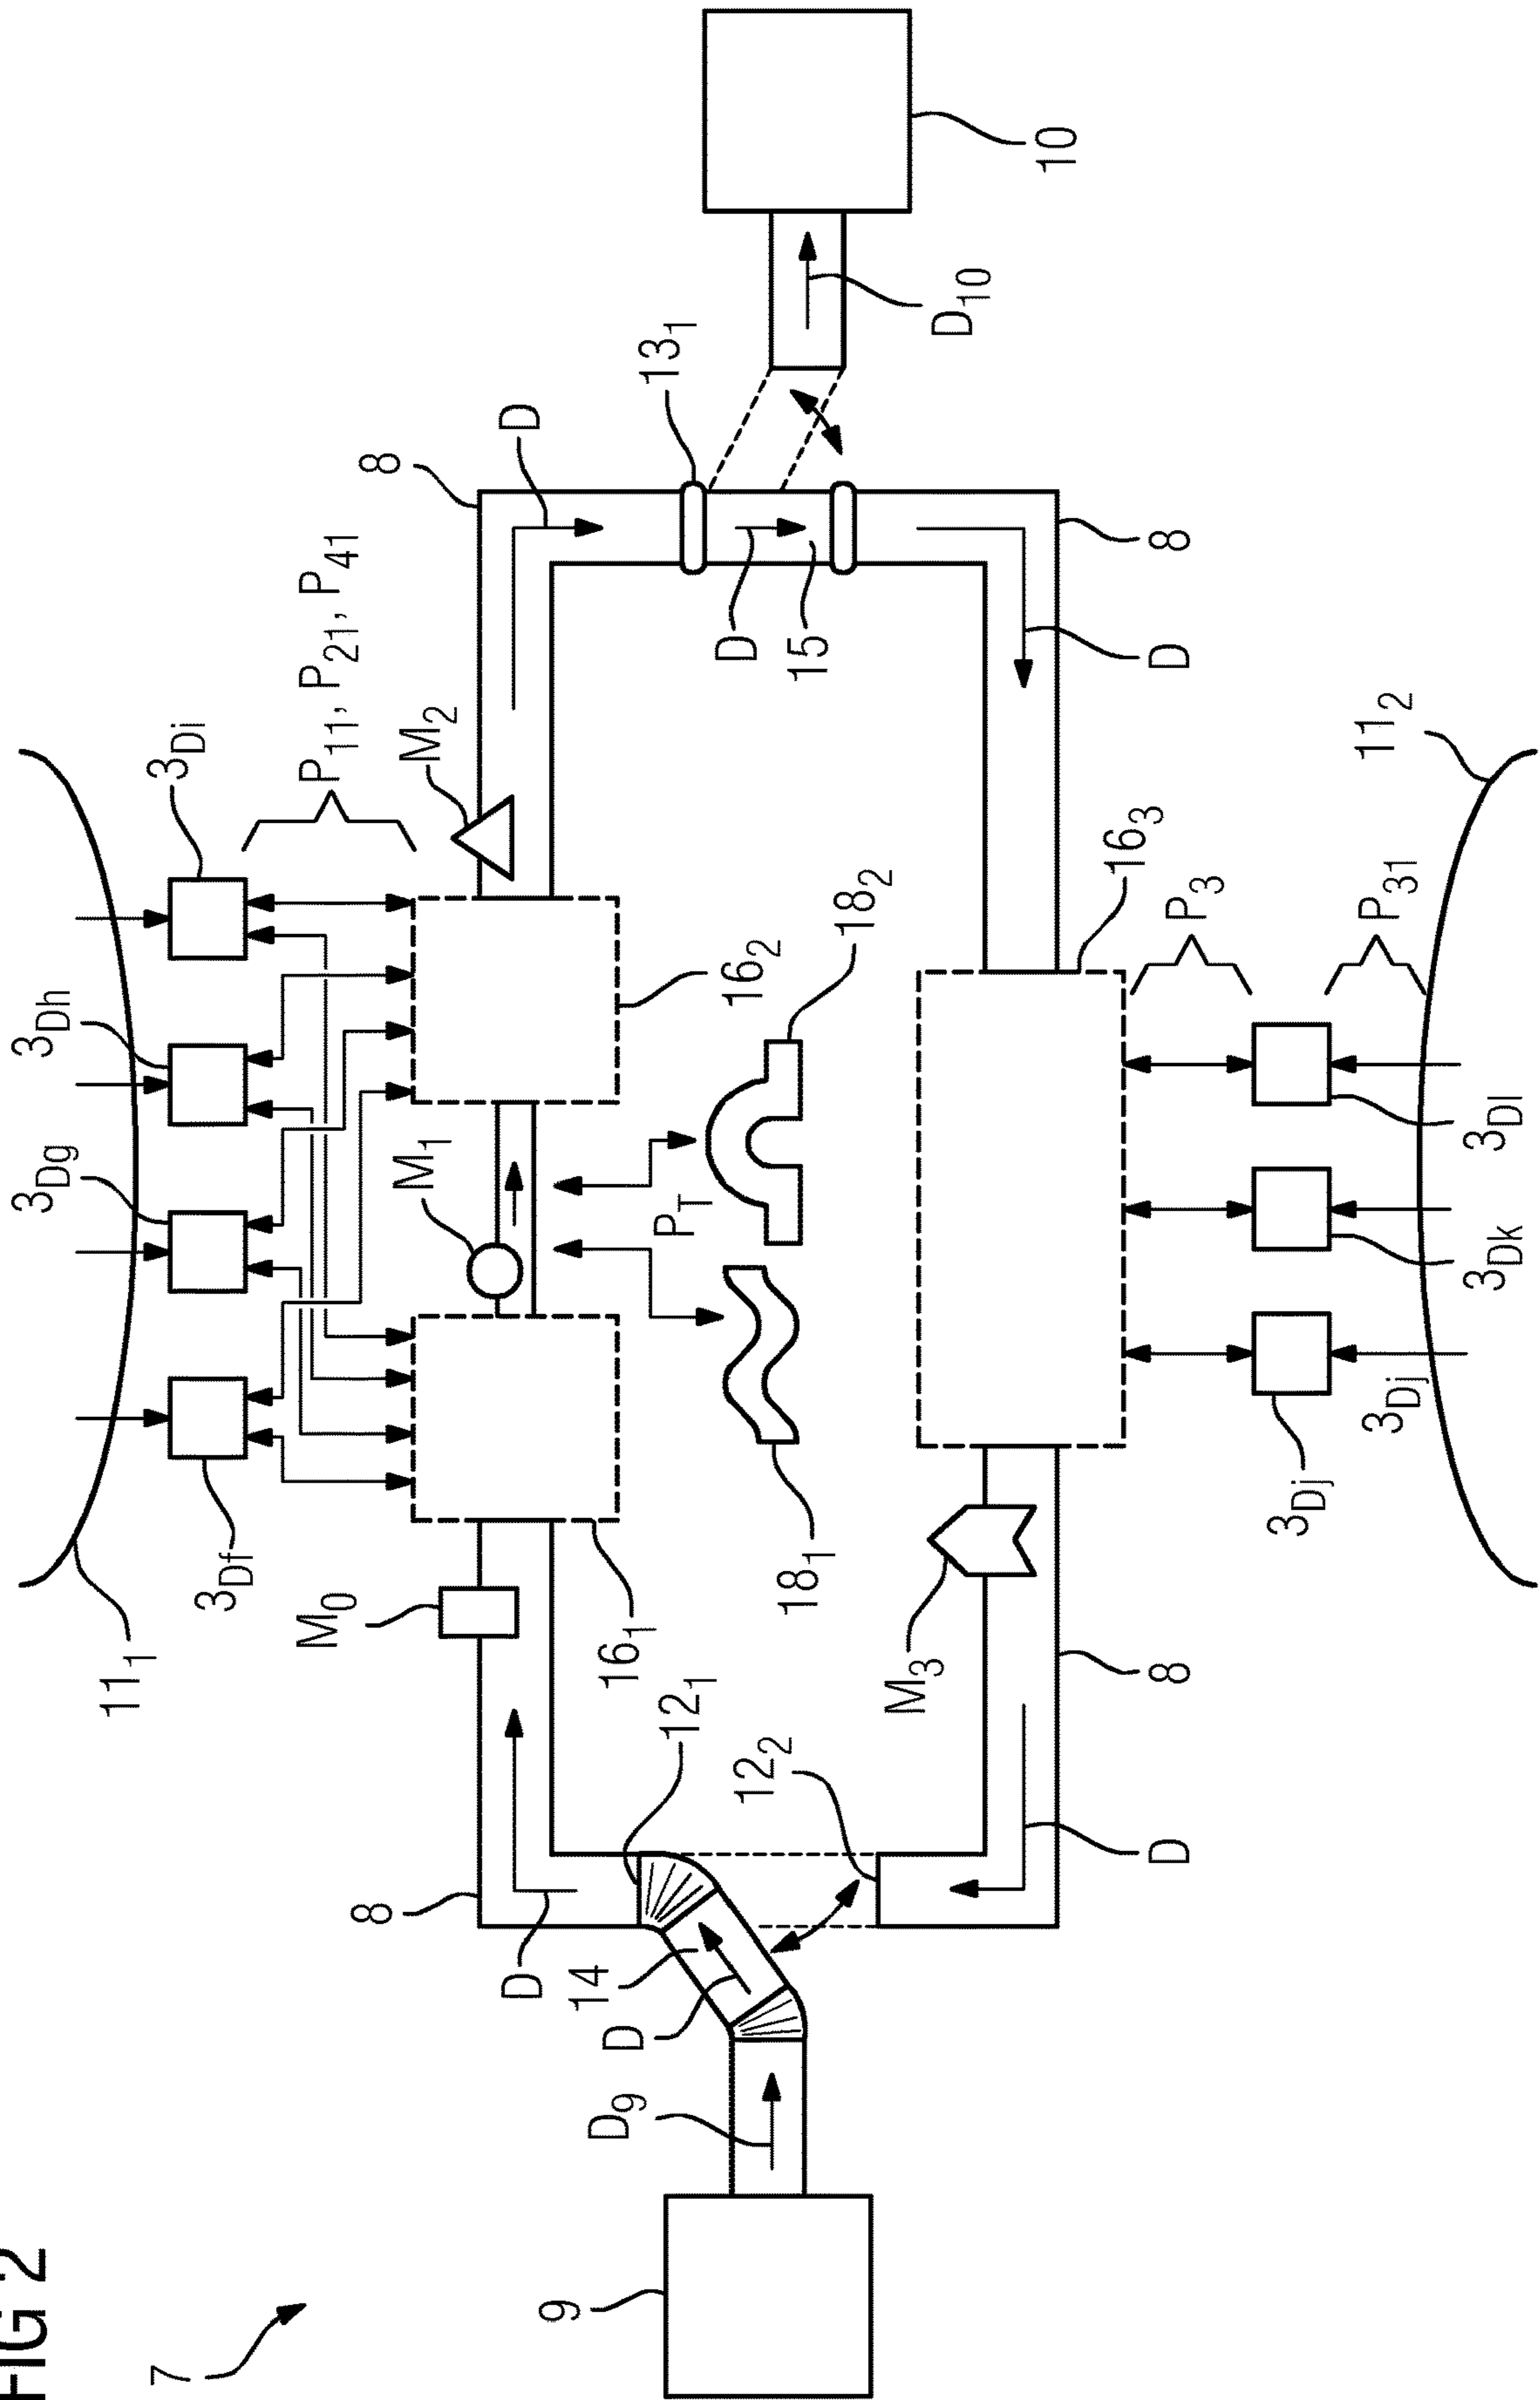 FIG 2
7
11₁
3Df
3Dg
3Dh
3Di
P₁₁, P₂₁, P₄₁
M₀
M₁
M₂
8
8
D
D
16₁
16₂
12₁
13₁
9
D₉
D
14
18₁
PT
18₂
D
15
D₁₀
10
12₂
M₃
16₃
D
D
8
8
P₃
P₃₁
3Dj
3Dj
3Dk
3Dl
11₂